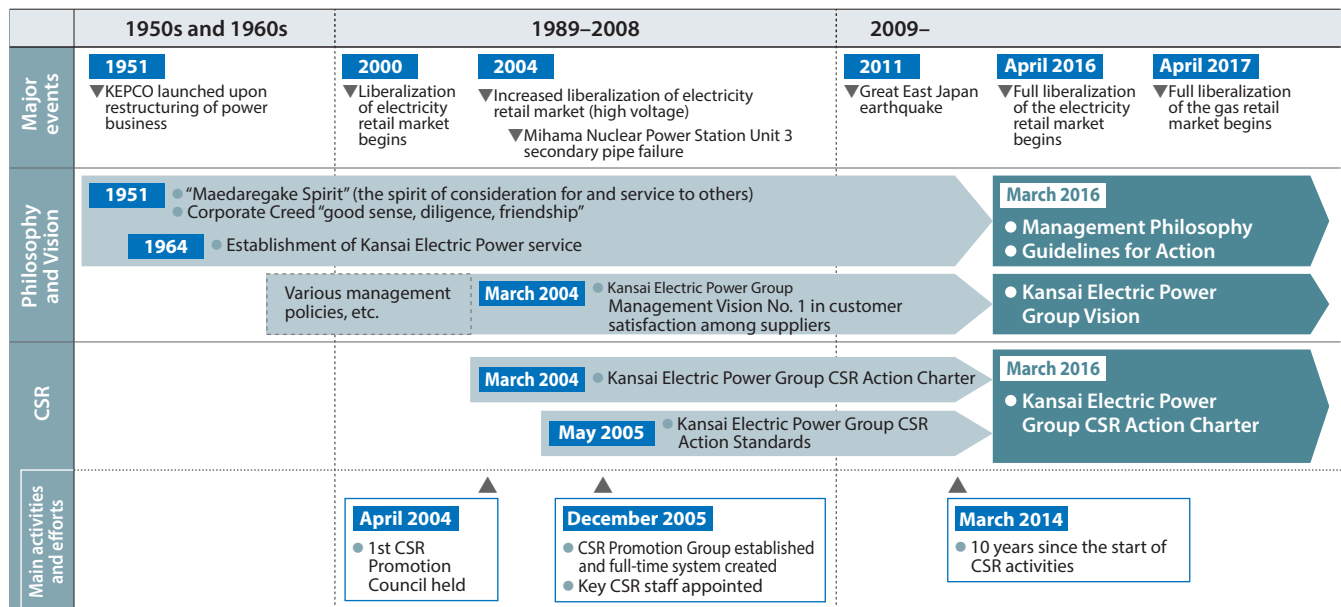 1950s and 1960s
1989–2008
2009–
Major
events
1951
▼KEPCO launched upon
restructuring of power
business
2000
▼Liberalization
of electricity
retail market
begins
2004
▼Increased liberalization of electricity
retail market (high voltage)
▼Mihama Nuclear Power Station Unit 3
secondary pipe failure
2011
▼Great East Japan
earthquake
April 2016
▼Full liberalization
of the electricity
retail market
begins
April 2017
▼Full liberalization
of the gas retail
market begins
Philosophy
and Vision
1951
● “Maedaregake Spirit” (the spirit of consideration for and service to others)
● Corporate Creed “good sense, diligence, friendship”
1964
● Establishment of Kansai Electric Power service
March 2016
● Management Philosophy
● Guidelines for Action
Various management
policies, etc.
March 2004
● Kansai Electric Power Group
Management Vision No. 1 in customer
satisfaction among suppliers
● Kansai Electric Power
Group Vision
CSR
March 2004
● Kansai Electric Power Group CSR Action Charter
May 2005
● Kansai Electric Power Group CSR
Action Standards
March 2016
● Kansai Electric Power
Group CSR Action Charter
Main activities
and efforts
April 2004
● 1st CSR
Promotion
Council held
December 2005
● CSR Promotion Group established
and full-time system created
● Key CSR staff appointed
March 2014
● 10 years since the start of
CSR activities